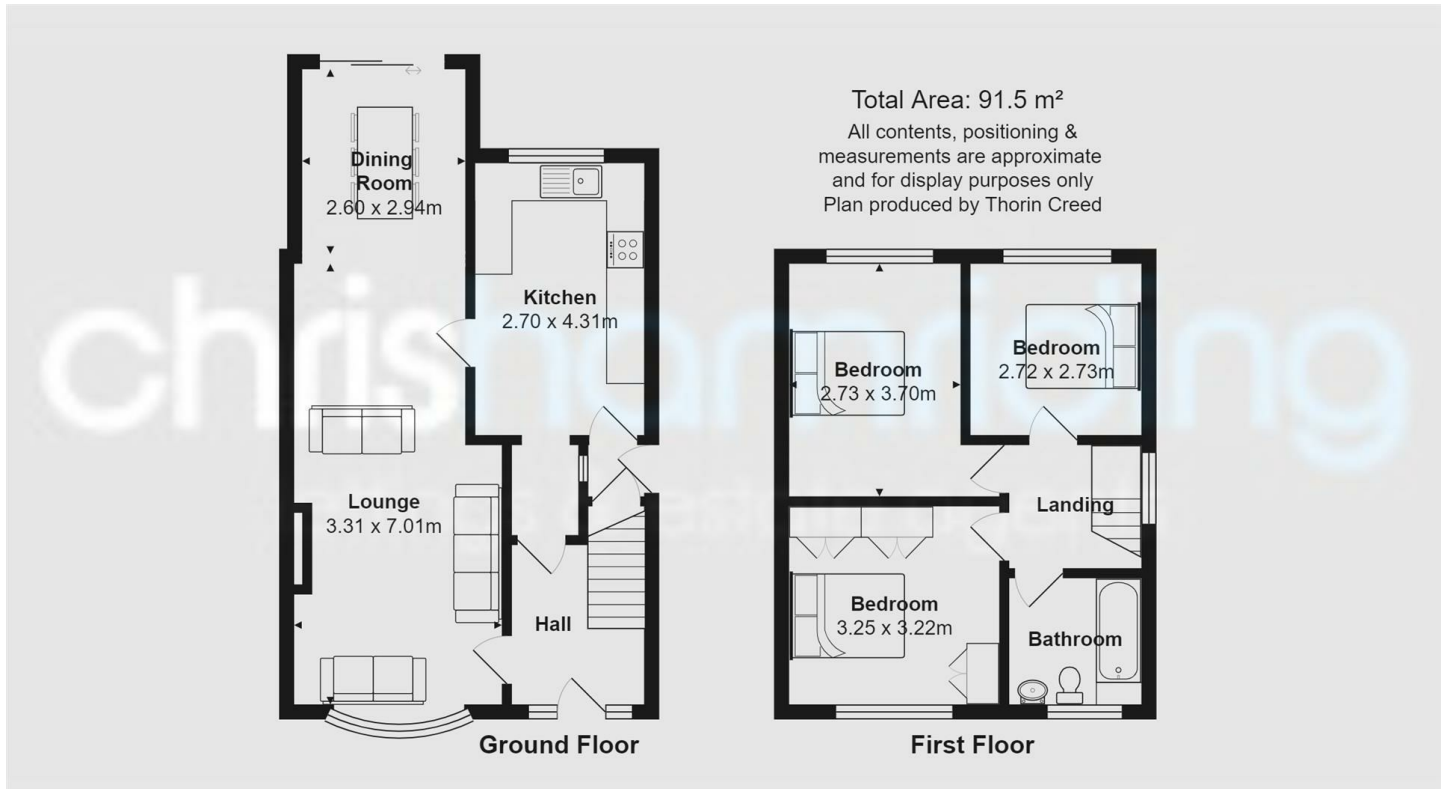 Total Area: 91.5 m²
All contents, positioning &
measurements are approximate
and for display purposes only
Plan produced by Thorin Creed
Dining
Room
2.60 x 2.94m
Kitchen
2.70 x 4.31m
Lounge
3.31 x 7.01m
Hall
Ground Floor
Bedroom
2.73 x 3.70m
Bedroom
2.72 x 2.73m
Landing
Bedroom
3.25 x 3.22m
Bathroom
First Floor
chrishamriding